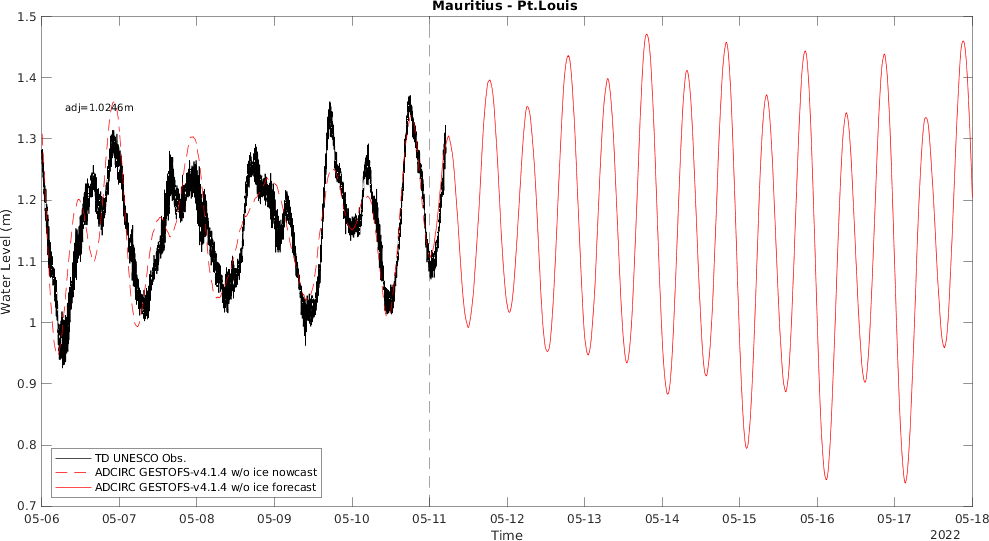 Mauritius - Pt.Louis
1.5
1.4
1.3
1.2
1.1
1
0.9
0.8
0.7
Water Level (m)
adj=1.0246m
TD UNESCO Obs.
ADCIRC GESTOFS-v4.1.4 w/o ice nowcast
ADCIRC GESTOFS-v4.1.4 w/o ice forecast
05-06 05-07 05-08 05-09 05-10 05-11 05-12 05-13 05-14 05-15 05-16 05-17 05-18
Time
2022